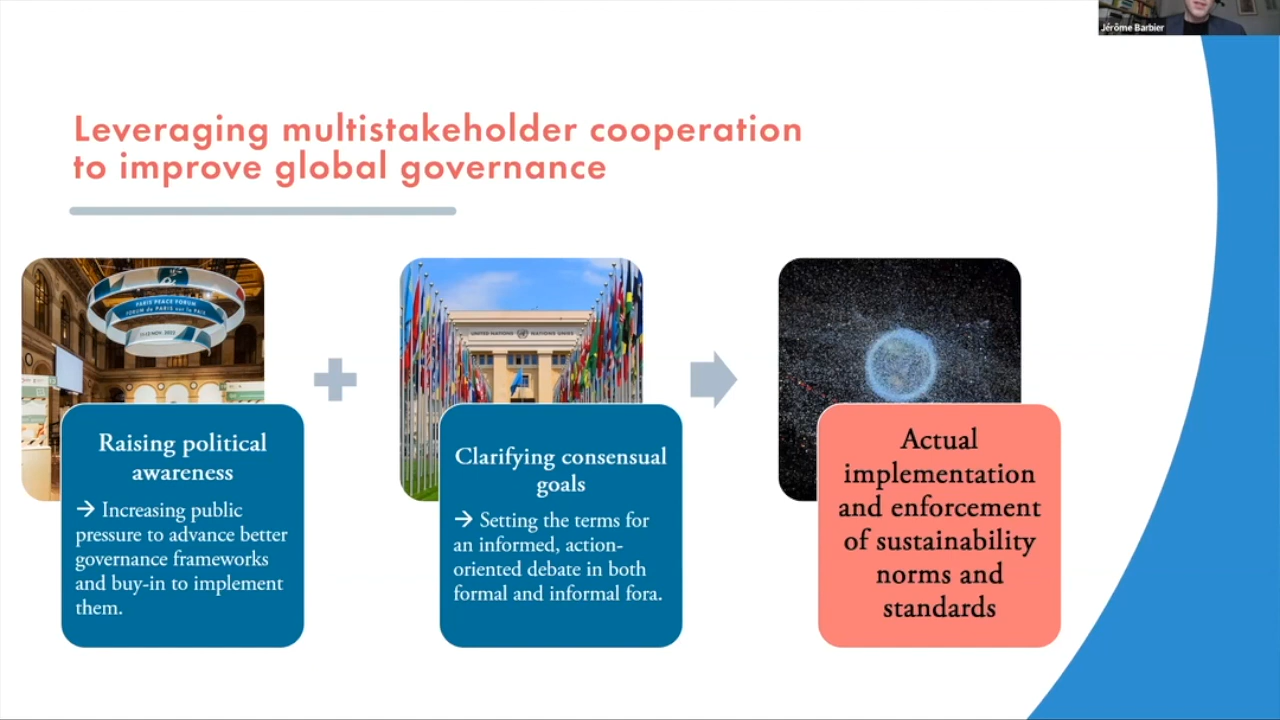 Jérôme Barbier
Leveraging multistakeholder cooperation
to improve global governance
PARIS PEACE FORUM
FORUM de PARIS sur la PAIX
UNITED NATIONS
NATIONS UNIES
Raising political
awareness
→ Increasing public
pressure to advance better
governance frameworks
and buy-in to implement
them.
Clarifying consensual
goals
→ Setting the terms for
an informed, action-
oriented debate in both
formal and informal fora.
Actual
implementation
and enforcement
of sustainability
norms and
standards